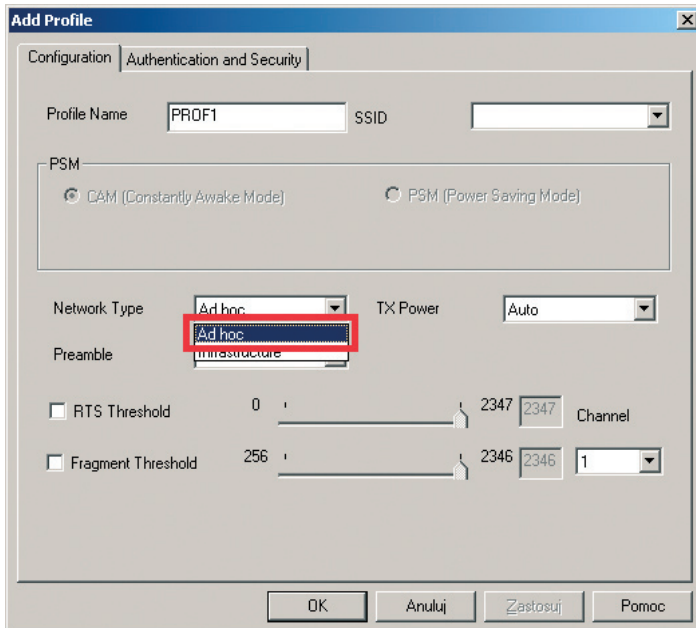 Add Profile
Configuration Authentication and Security
Profile Name PROF1 SSID
PSM
CAM (Constantly Awake Mode) PSM (Power Saving Mode)
Network Type Ad hoc TX Power Auto
Ad hoc
Infrastructure
Preamble
RTS Threshold 0 2347 2347 Channel
Fragment Threshold 256 2346 2346 1
OK Anuluj Zastosuj Pomoc